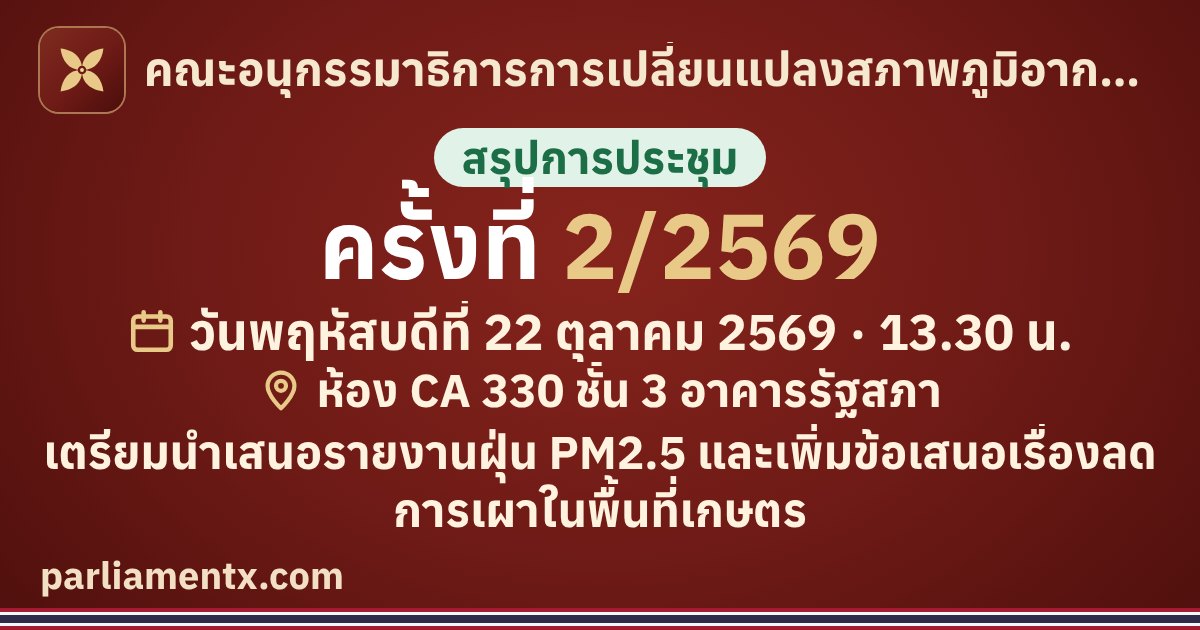 คณะอนุกรรมาธิการการเปลี่ยนแปลงสภาพภูมิอาก...
สรุปการประชุม
ครั้งที่ 2/2569
วันพฤหัสบดีที่ 22 ตุลาคม 2569 · 13.30 น.
ห้อง CA 330 ชั้น 3 อาคารรัฐสภา
เตรียมนำเสนอรายงานฝุ่น PM2.5 และเพิ่มข้อเสนอเรื่องลด
การเผาในพื้นที่เกษตร
parliamentx.com